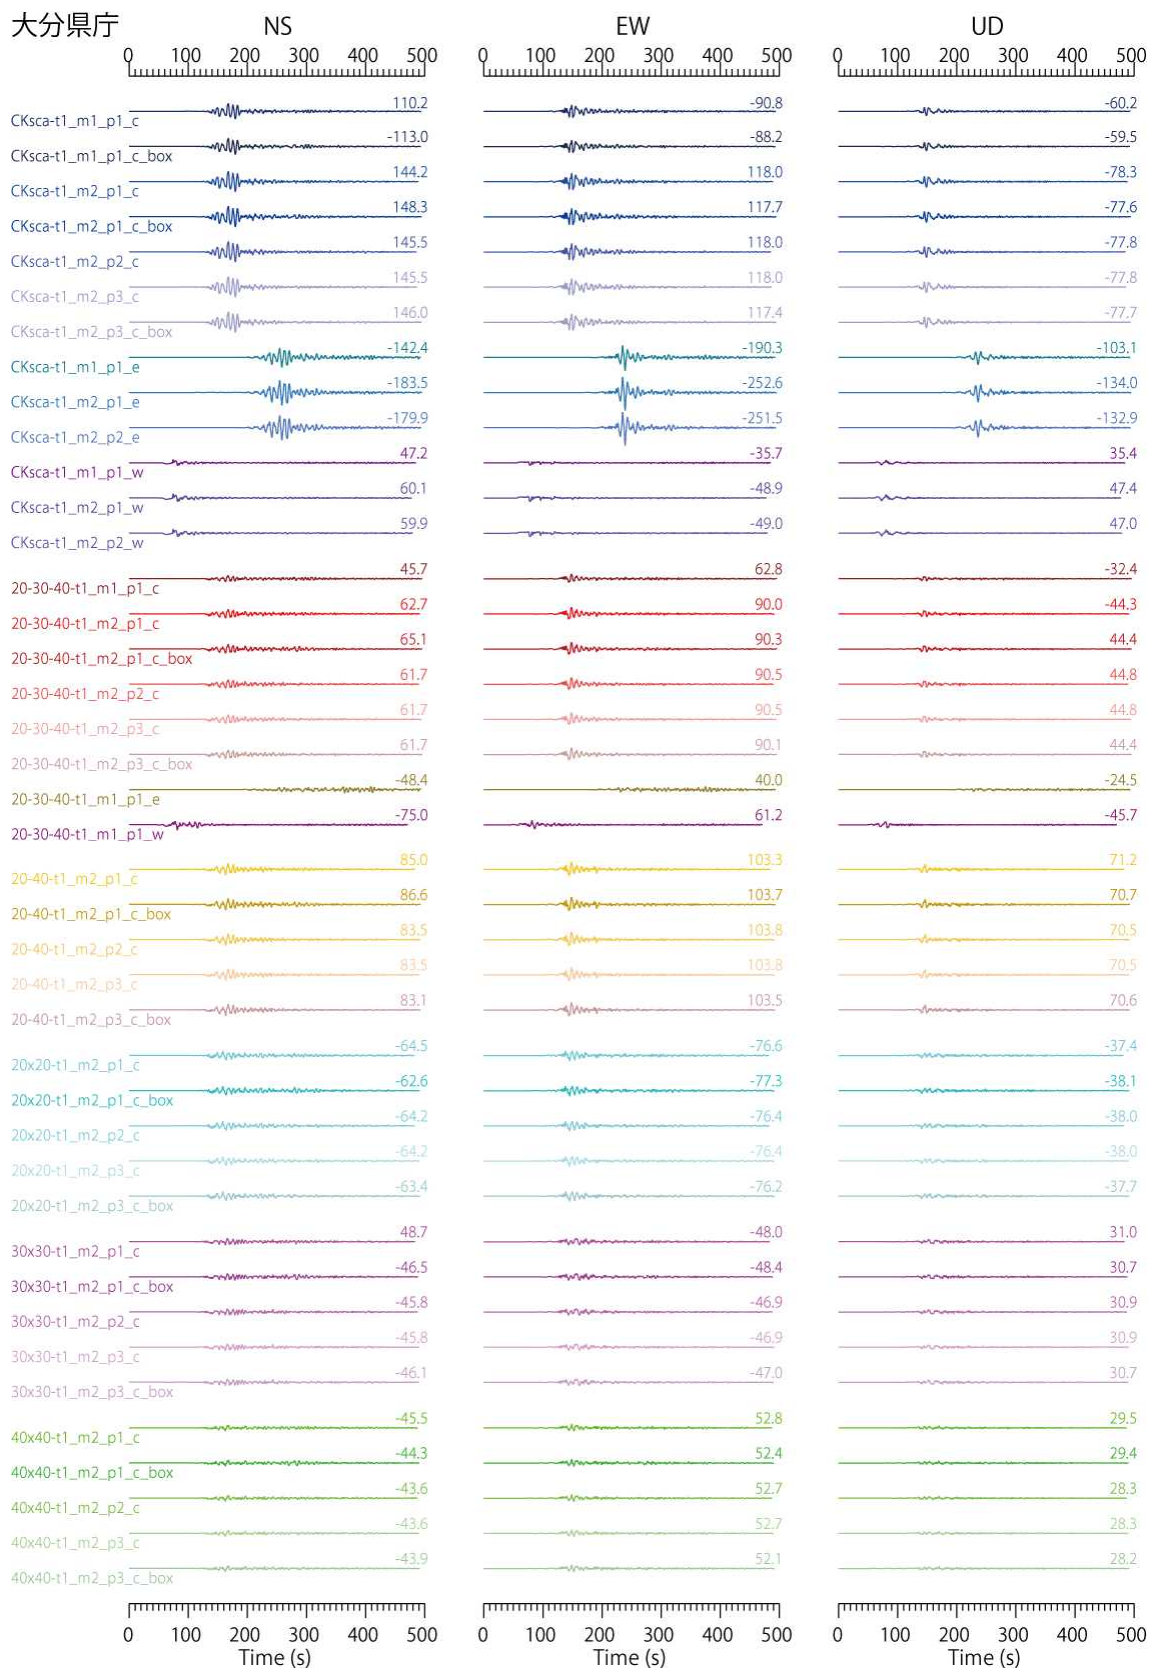 大分県庁 NS EW UD
0 100 200 300 400 500 0 100 200 300 400 500 0 100 200 300 400 500
CKsca-t1_m1_p1_c 110.2 -90.8 -60.2
CKsca-t1_m1_p1_c_box -113.0 -88.2 -59.5
CKsca-t1_m2_p1_c 144.2 118.0 -78.3
CKsca-t1_m2_p1_c_box 148.3 117.7 -77.6
CKsca-t1_m2_p2_c 145.5 118.0 -77.8
CKsca-t1_m2_p3_c 145.5 118.0 -77.8
CKsca-t1_m2_p3_c_box 146.0 117.4 -77.7
CKsca-t1_m1_p1_e -142.4 -190.3 -103.1
CKsca-t1_m2_p1_e -183.5 -252.6 -134.0
CKsca-t1_m2_p2_e -179.9 -251.5 -132.9
CKsca-t1_m1_p1_w 47.2 -35.7 35.4
CKsca-t1_m2_p1_w 60.1 -48.9 47.4
CKsca-t1_m2_p2_w 59.9 -49.0 47.0
20-30-40-t1_m1_p1_c 45.7 62.8 -32.4
20-30-40-t1_m2_p1_c 62.7 90.0 -44.3
20-30-40-t1_m2_p1_c_box 65.1 90.3 44.4
20-30-40-t1_m2_p2_c 61.7 90.5 44.8
20-30-40-t1_m2_p3_c 61.7 90.5 44.8
20-30-40-t1_m2_p3_c_box 61.7 90.1 44.4
20-30-40-t1_m1_p1_e -48.4 40.0 -24.5
20-30-40-t1_m1_p1_w -75.0 61.2 -45.7
20-40-t1_m2_p1_c 85.0 103.3 71.2
20-40-t1_m2_p1_c_box 86.6 103.7 70.7
20-40-t1_m2_p2_c 83.5 103.8 70.5
20-40-t1_m2_p3_c 83.5 103.8 70.5
20-40-t1_m2_p3_c_box 83.1 103.5 70.6
20x20-t1_m2_p1_c -64.5 -76.6 -37.4
20x20-t1_m2_p1_c_box -62.6 -77.3 -38.1
20x20-t1_m2_p2_c -64.2 -76.4 -38.0
20x20-t1_m2_p3_c -64.2 -76.4 -38.0
20x20-t1_m2_p3_c_box -63.4 -76.2 -37.7
30x30-t1_m2_p1_c 48.7 -48.0 31.0
30x30-t1_m2_p1_c_box -46.5 -48.4 30.7
30x30-t1_m2_p2_c -45.8 -46.9 30.9
30x30-t1_m2_p3_c -45.8 -46.9 30.9
30x30-t1_m2_p3_c_box -46.1 -47.0 30.7
40x40-t1_m2_p1_c -45.5 52.8 29.5
40x40-t1_m2_p1_c_box -44.3 52.4 29.4
40x40-t1_m2_p2_c -43.6 52.7 28.3
40x40-t1_m2_p3_c -43.6 52.7 28.3
40x40-t1_m2_p3_c_box -43.9 52.1 28.2
0 100 200 300 400 500 0 100 200 300 400 500 0 100 200 300 400 500
Time (s) Time (s) Time (s)